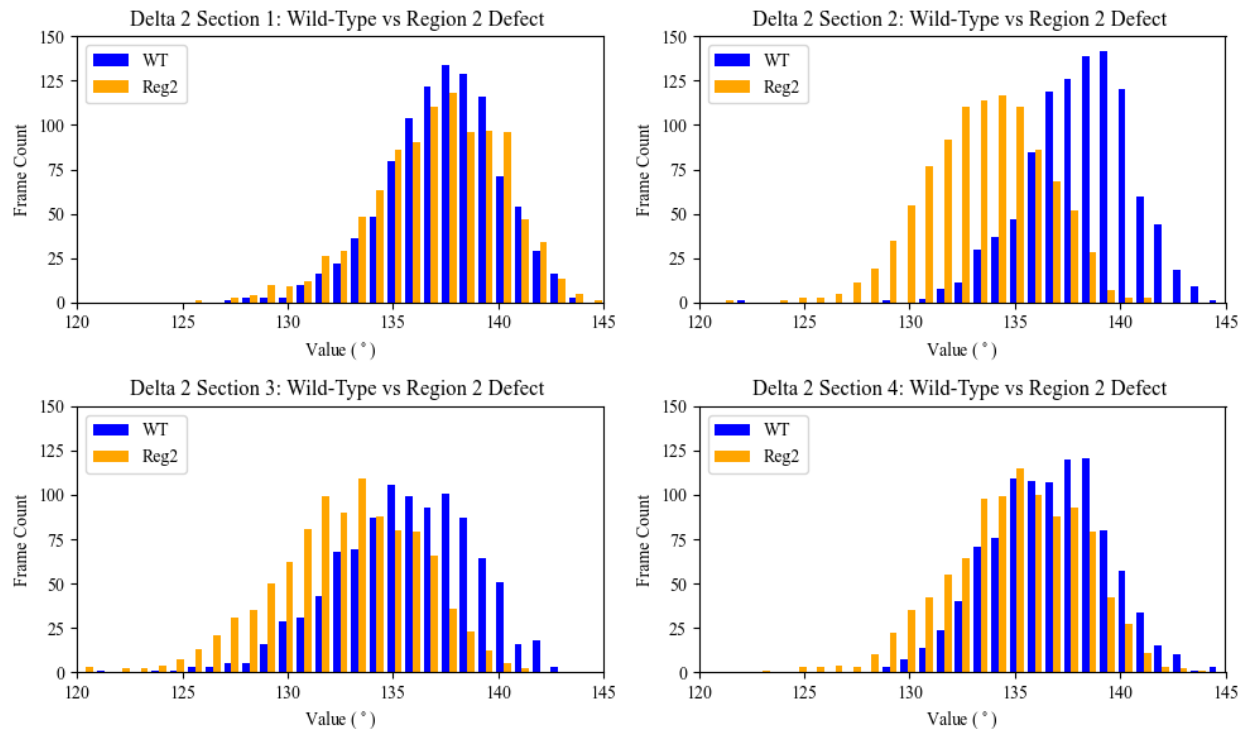 Delta 2 Section 1: Wild-Type vs Region 2 Defect
150
125
100
75
50
25
0
Frame Count
WT
Reg2
120 125 130 135 140 145
Value (°)
Delta 2 Section 2: Wild-Type vs Region 2 Defect
150
125
100
75
50
25
0
Frame Count
WT
Reg2
120 125 130 135 140 145
Value (°)
Delta 2 Section 3: Wild-Type vs Region 2 Defect
150
125
100
75
50
25
0
Frame Count
WT
Reg2
120 125 130 135 140 145
Value (°)
Delta 2 Section 4: Wild-Type vs Region 2 Defect
150
125
100
75
50
25
0
Frame Count
WT
Reg2
120 125 130 135 140 145
Value (°)